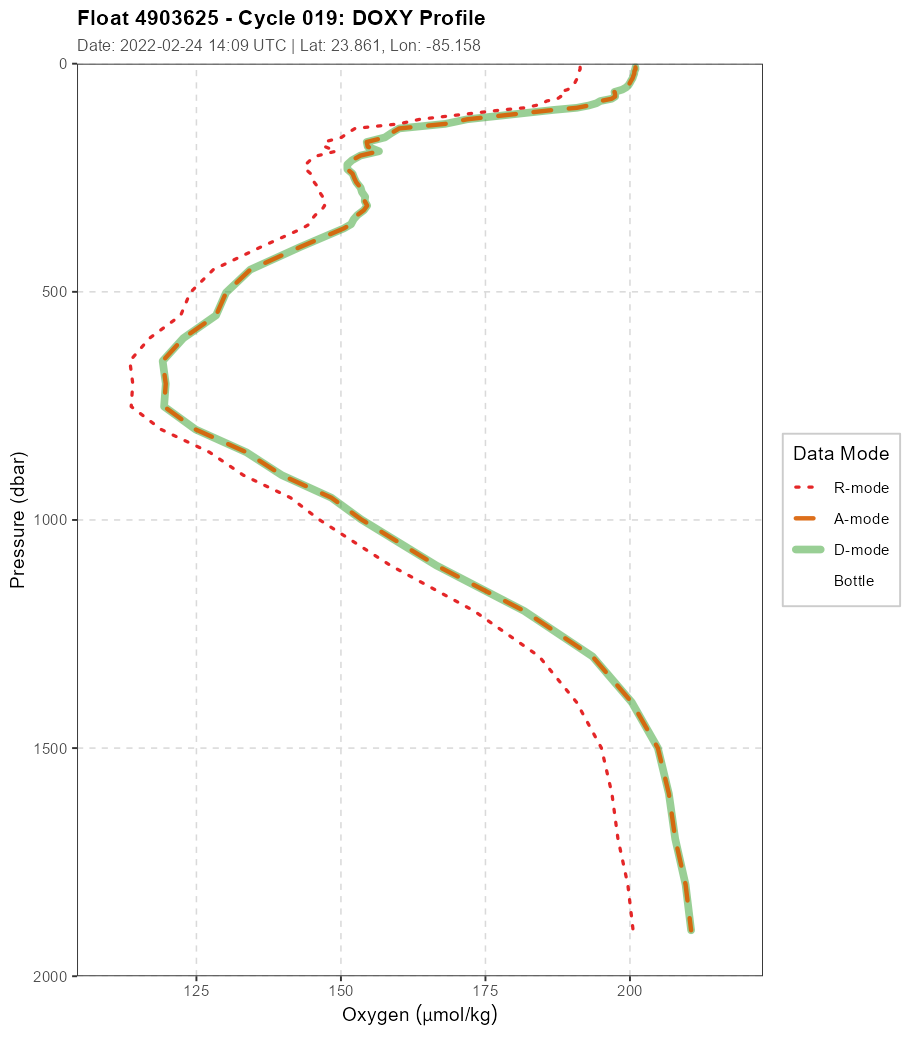 Float 4903625 - Cycle 019: DOXY Profile
Date: 2022-02-24 14:09 UTC | Lat: 23.861, Lon: -85.158
0
500
1000
1500
2000
Pressure (dbar)
125 150 175 200
Oxygen (μmol/kg)
Data Mode
R-mode
A-mode
D-mode
Bottle